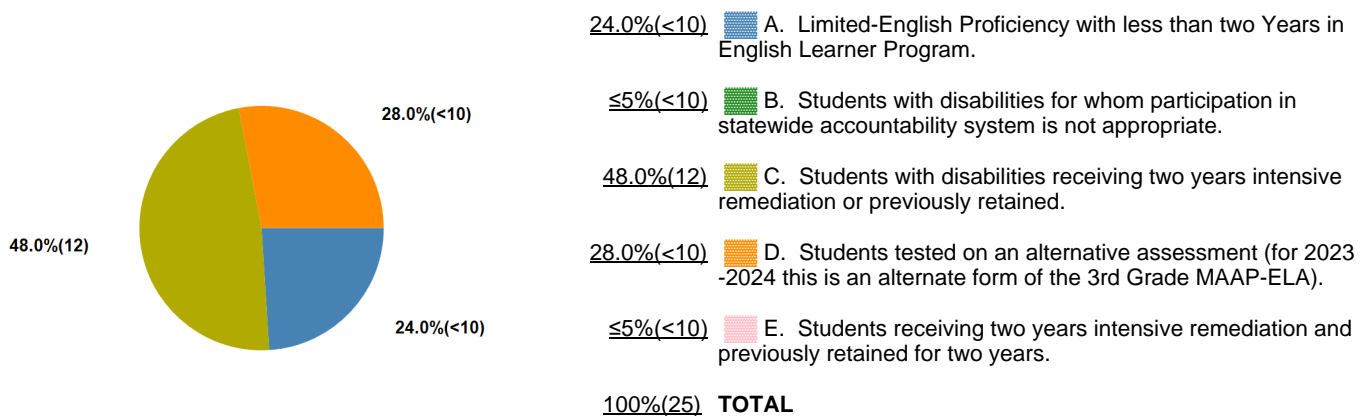 28.0%(<10)
48.0%(12)
24.0%(<10)
24.0%(<10) A. Limited-English Proficiency with less than two Years in
English Learner Program.
≤5%(<10) B. Students with disabilities for whom participation in
statewide accountability system is not appropriate.
48.0%(12) C. Students with disabilities receiving two years intensive
remediation or previously retained.
28.0%(<10) D. Students tested on an alternative assessment (for 2023
-2024 this is an alternate form of the 3rd Grade MAAP-ELA).
≤5%(<10) E. Students receiving two years intensive remediation and
previously retained for two years.
100%(25) TOTAL